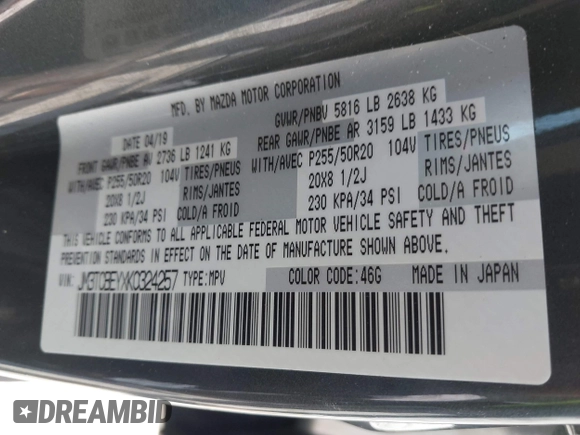 MFD. BY MAZDA MOTOR CORPORATION
DATE 04/19 GVWR/PNBV 5816 LB 2638 KG
FRONT GAWR/PNBE AV 2736 LB 1241 KG REAR GAWR/PNBE AR 3159 LB 1433 KG
WITH/AVEC P255/50R20 104V TIRES/PNEUS WITH/AVEC P255/50R20 104V TIRES/PNEUS
20X8 1/2J RIMS/JANTES 20X8 1/2J RIMS/JANTES
230 KPA/34 PSI COLD/A FROID 230 KPA/34 PSI COLD/A FROID
THIS VEHICLE CONFORMS TO ALL APPLICABLE FEDERAL MOTOR VEHICLE SAFETY AND THEFT
PREVENTION STANDARDS IN EFFECT ON THE DATE OF MANUFACTURE SHOWN ABOVE.
VIN: JM3TCBEYXK0324257 TYPE:MPV COLOR CODE:46G MADE IN JAPAN
DREAMBID